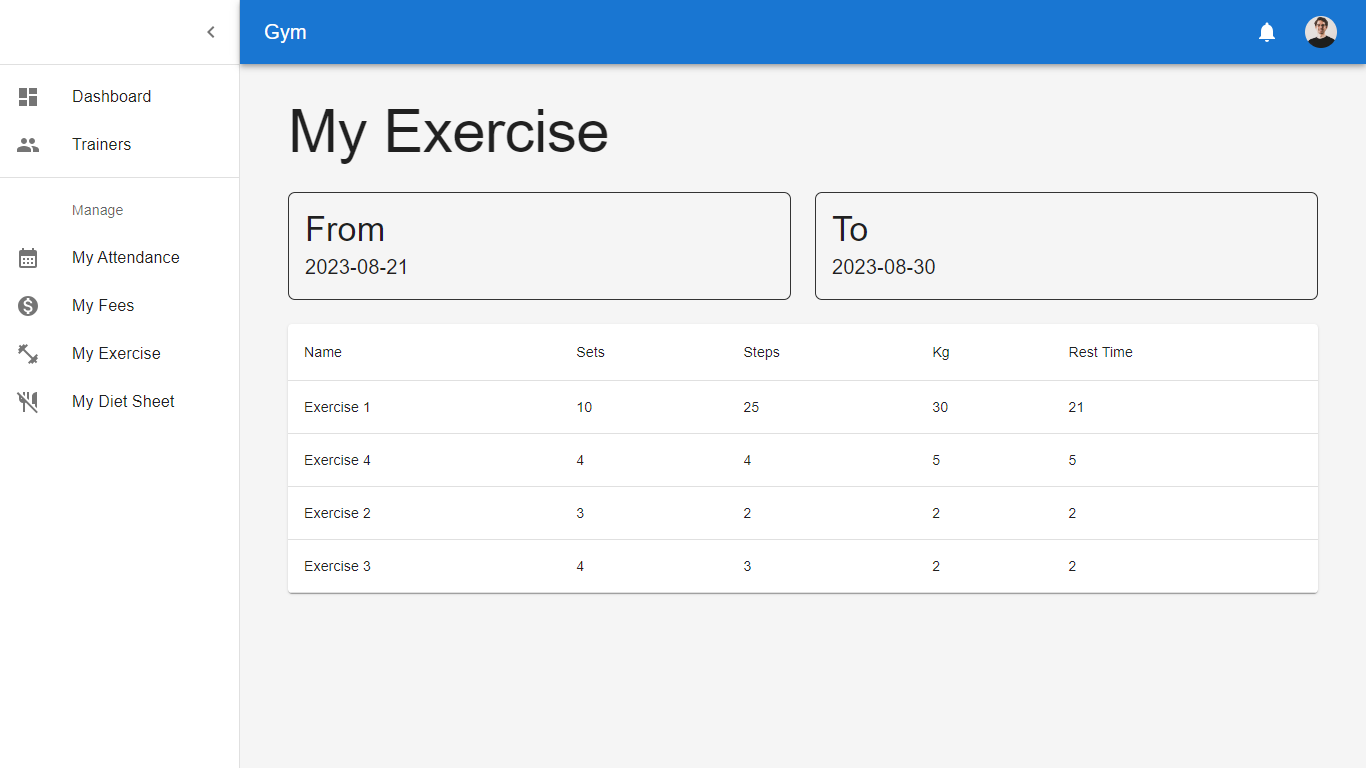 Gym
Dashboard
Trainers
Manage
My Attendance
My Fees
My Exercise
My Diet Sheet
My Exercise
From
2023-08-21
To
2023-08-30
Name Sets Steps Kg Rest Time
Exercise 1 10 25 30 21
Exercise 4 4 4 5 5
Exercise 2 3 2 2 2
Exercise 3 4 3 2 2